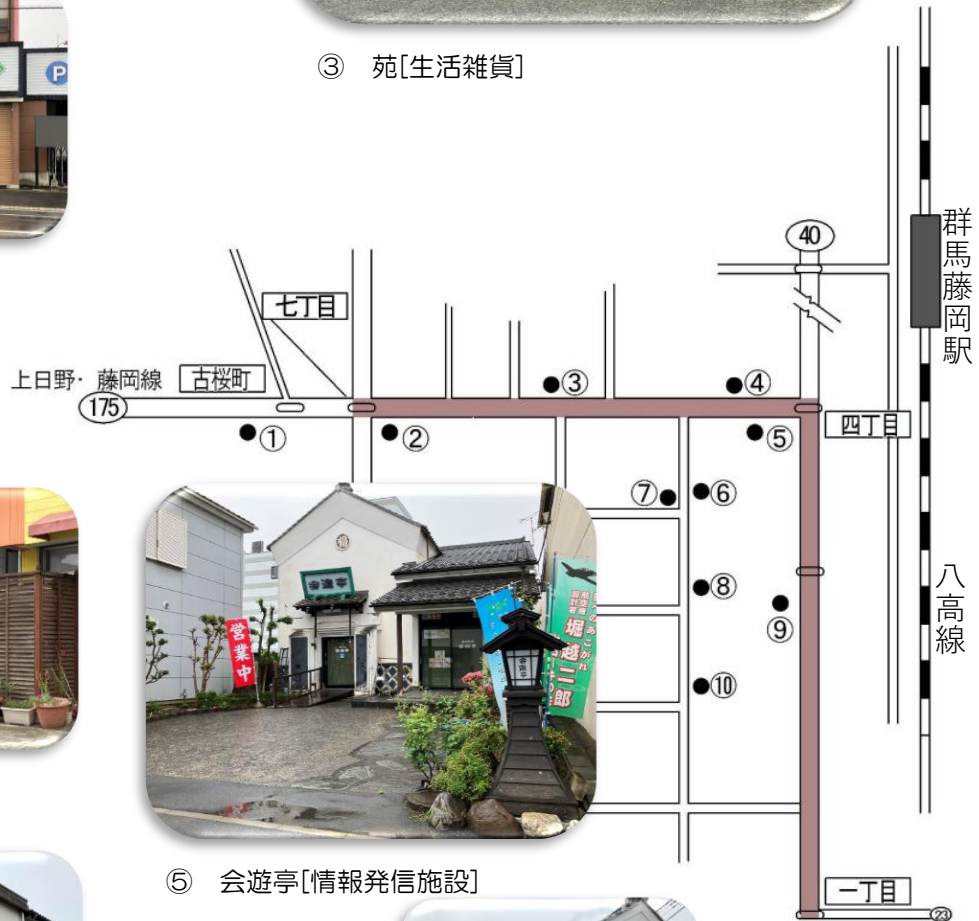 P
③ 苑[生活雑貨]
群馬藤岡駅
40
七丁目
上日野・藤岡線
古桜町
175
③
④
①
②
⑤
四丁目
⑦
⑥
⑧
⑨
⑩
八高線
会遊亭
営業中
堀越二郎
会遊亭
⑤ 会遊亭[情報発信施設]
一丁目
23